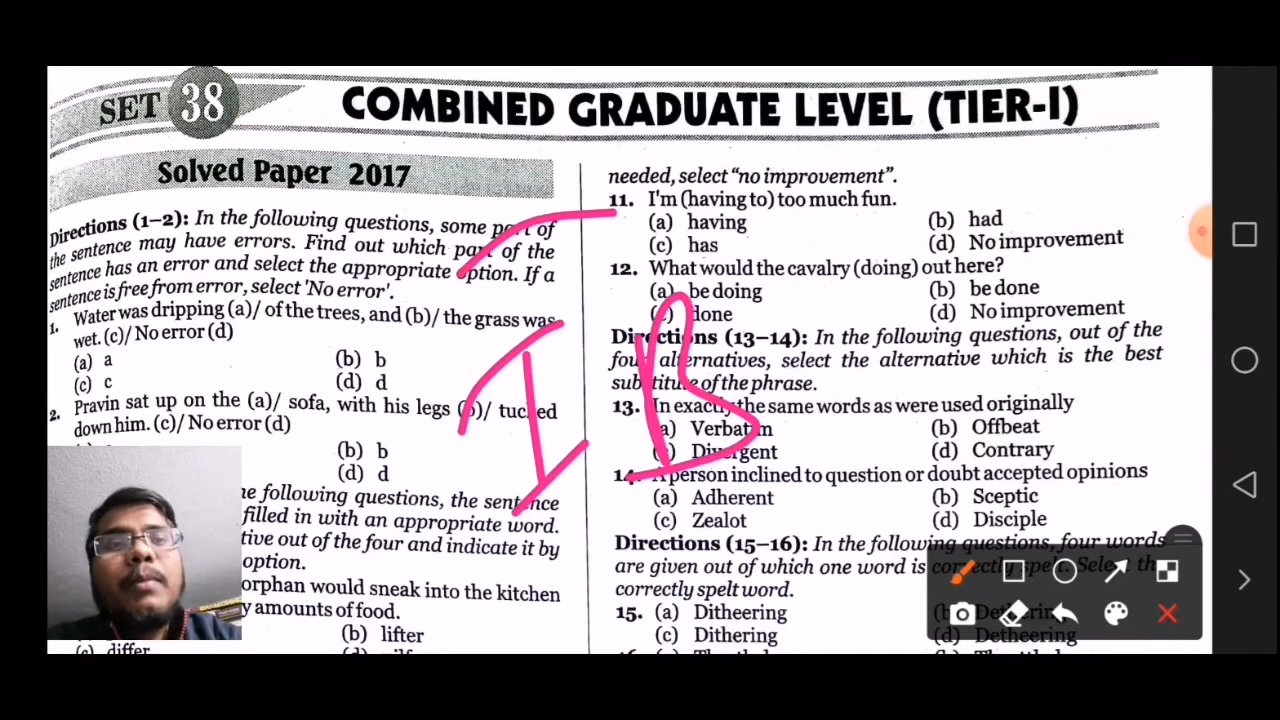 SET 38
COMBINED GRADUATE LEVEL (TIER-I)
Solved Paper 2017
Directions (1–2): In the following questions, some part of
the sentence may have errors. Find out which part of the
sentence has an error and select the appropriate option. If a
sentence is free from error, select 'No error'.
1. Water was dripping (a)/ of the trees, and (b)/ the grass was
wet. (c)/ No error (d)
(a) a (b) b
(c) c (d) d
2. Pravin sat up on the (a)/ sofa, with his legs (b)/ tucked
down him. (c)/ No error (d)
(b) b
(d) d
following questions, the sentence
filled in with an appropriate word.
out of the four and indicate it by
option.
orphan would sneak into the kitchen
amounts of food.
(b) lifter
(c) differ
needed, select “no improvement”.
11. I'm (having to) too much fun.
(a) having (b) had
(c) has (d) No improvement
12. What would the cavalry (doing) out here?
(a) be doing (b) be done
(c) done (d) No improvement
Directions (13–14): In the following questions, out of the
four alternatives, select the alternative which is the best
substitute of the phrase.
13. In exactly the same words as were used originally
(a) Verbatim (b) Offbeat
(c) Divergent (d) Contrary
14. A person inclined to question or doubt accepted opinions
(a) Adherent (b) Sceptic
(c) Zealot (d) Disciple
Directions (15–16): In the following questions, four words
are given out of which one word is correctly spelt. Select the
correctly spelt word.
15. (a) Ditheering
(c) Dithering (d) Detheering
IB